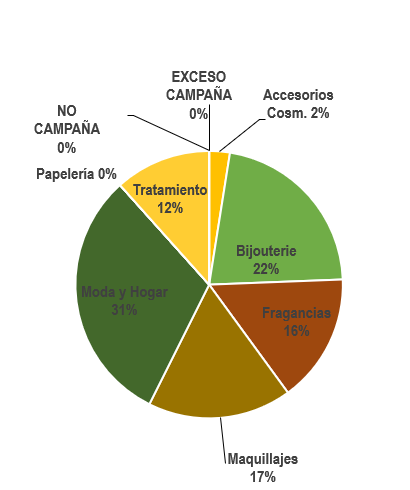 EXCESO
CAMPAÑA
0%
Accesorios
Cosm. 2%
NO
CAMPAÑA
0%
Papelería 0%
Tratamiento
12%
Bijouterie
22%
Moda y Hogar
31%
Fragancias
16%
Maquillajes
17%